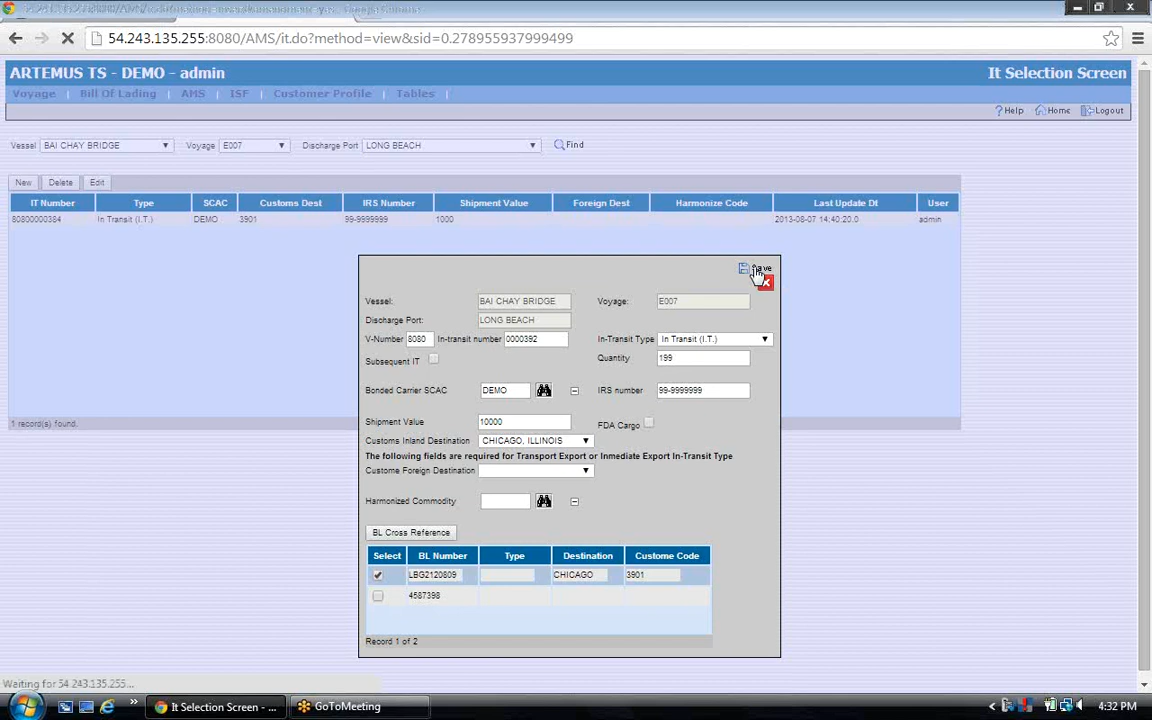 54.243.135.255:8080/AMS/it.do?method=view&sid=0.278955937999499
ARTEMUS TS - DEMO - admin It Selection Screen
Voyage | Bill Of Lading | AMS | ISF | Customer Profile | Tables |
? Help Home Logout
Vessel BAI CHAY BRIDGE Voyage E007 Discharge Port LONG BEACH Find
New Delete Edit
IT Number Type SCAC Customs Dest IRS Number Shipment Value Foreign Dest Harmonize Code Last Update Dt User
80800000384 In Transit (I.T.) DEMO 3901 99-9999999 1000 2013-08-07 14:40:20.0 admin
Save
Vessel: BAI CHAY BRIDGE Voyage: E007
Discharge Port: LONG BEACH
V-Number 8080 In-transit number 0000392 In-Transit Type In Transit (I.T.)
Subsequent IT Quantity 199
Bonded Carrier SCAC DEMO IRS number 99-9999999
Shipment Value 10000 FDA Cargo
Customs Inland Destination CHICAGO, ILLINOIS
The following fields are required for Transport Export or Inmediate Export In-Transit Type
Custome Foreign Destination
Harmonized Commodity
BL Cross Reference
Select BL Number Type Destination Custome Code
LBG2120809 CHICAGO 3901
4587398
Record 1 of 2
1 record(s) found.
Waiting for 54.243.135.255...
It Selection Screen - ... GoToMeeting 4:32 PM